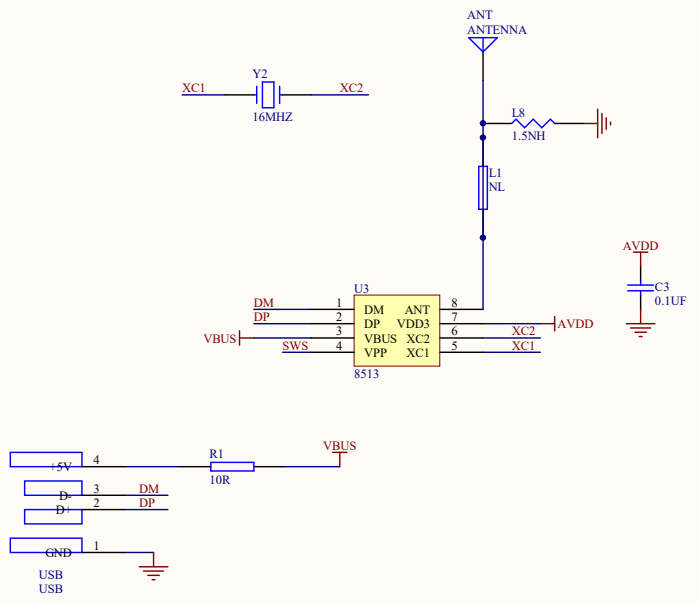 ANT
ANTENNA
Y2
XC1
XC2
16MHZ
L8
1.5NH
L1
NL
AVDD
C3
0.1UF
U3
DM 1 DM ANT 8
DP 2 DP VDD3 7 AVDD
VBUS 3 VBUS XC2 6 XC2
SWS 4 VPP XC1 5 XC1
8513
VBUS
R1
+5V 4
10R
D- 3 DM
D+ 2 DP
GND 1
USB
USB